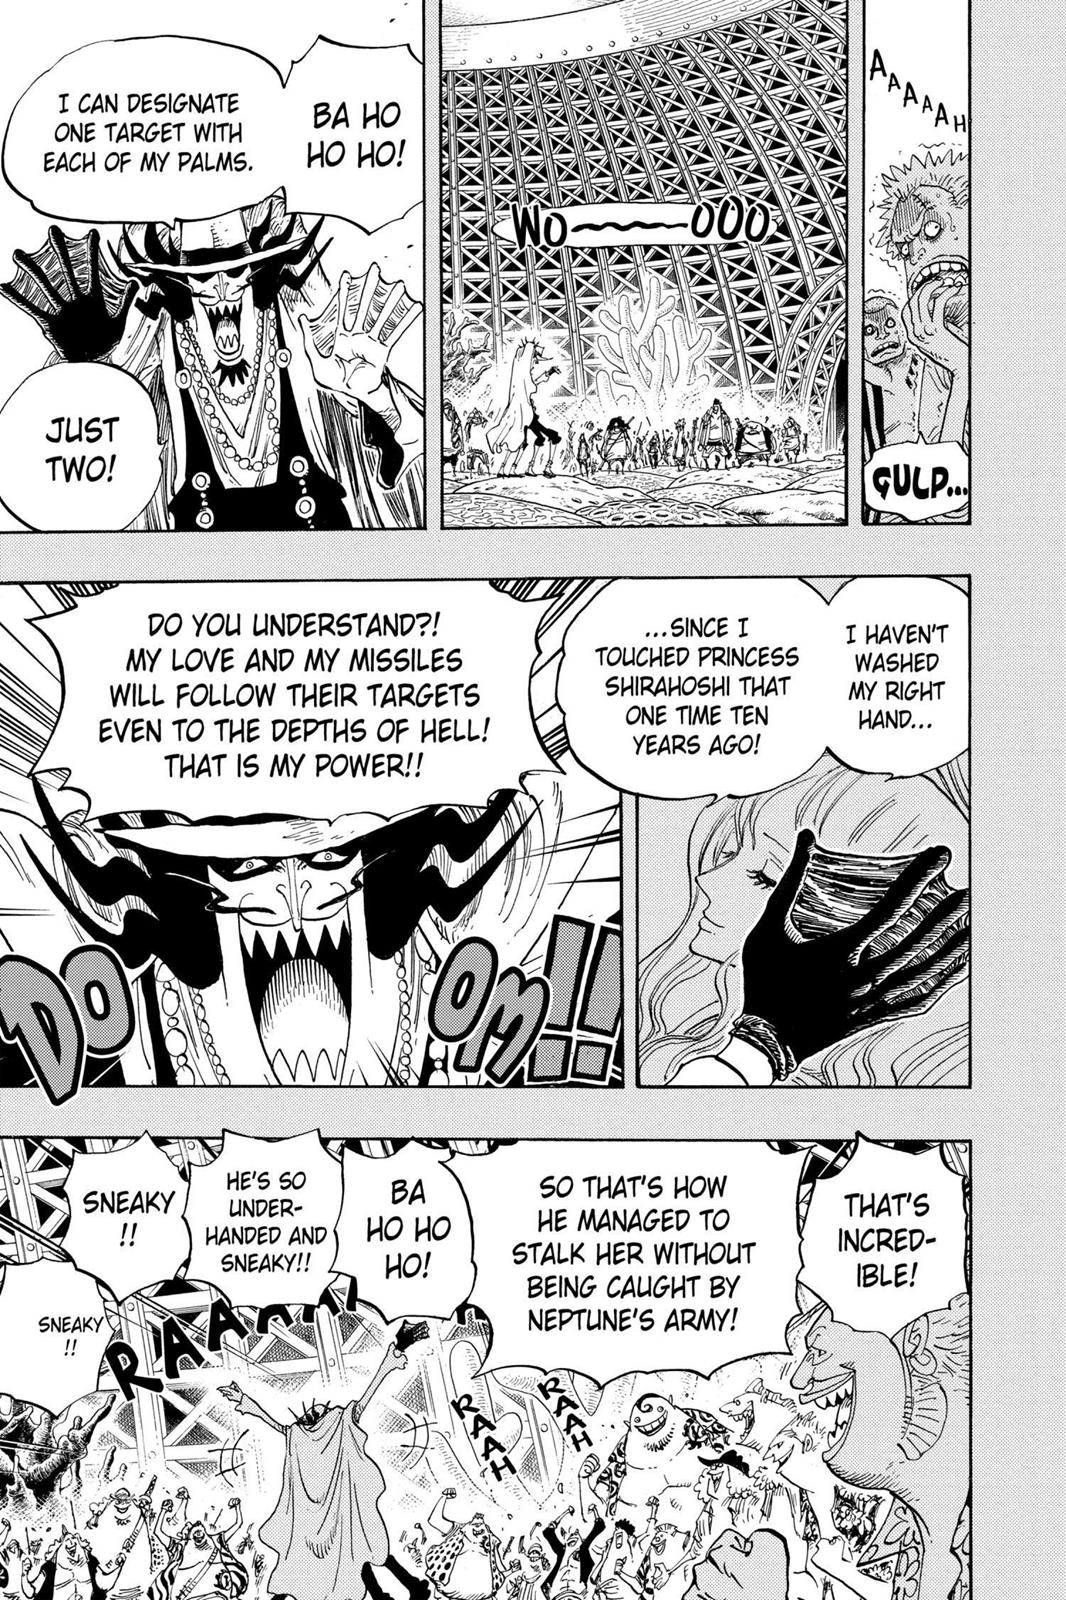 AAAAAH
GULP...
WO OOO
BA HO
HO HO!
I CAN DESIGNATE
ONE TARGET WITH
EACH OF MY PALMS.
JUST
TWO!
I HAVEN'T
WASHED
MY RIGHT
HAND...
...SINCE I
TOUCHED PRINCESS
SHIRAHOSHI THAT
ONE TIME TEN
YEARS AGO!
DO YOU UNDERSTAND?!
MY LOVE AND MY MISSILES
WILL FOLLOW THEIR TARGETS
EVEN TO THE DEPTHS OF HELL!
THAT IS MY POWER!!
DO OM!!
THAT'S
INCRED-
IBLE!
SO THAT'S HOW
HE MANAGED TO
STALK HER WITHOUT
BEING CAUGHT BY
NEPTUNE'S ARMY!
BA
HO HO
HO!
HE'S SO
UNDER-
HANDED AND
SNEAKY!!
SNEAKY
!!
SNEAKY
!!
RAAH
RAAH
RAAAHH